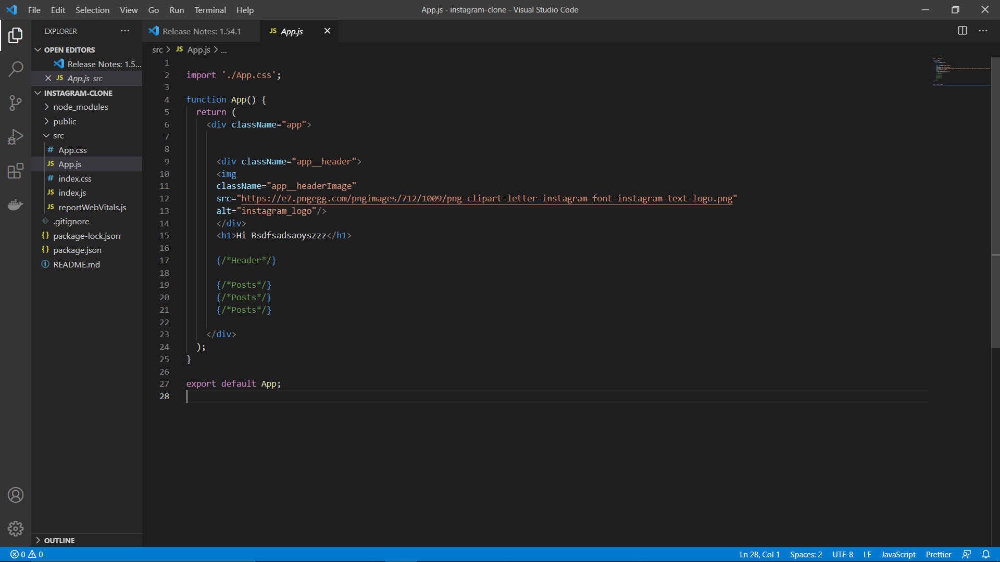 File Edit Selection View Go Run Terminal Help
App.js - instagram-clone - Visual Studio Code
EXPLORER
OPEN EDITORS
Release Notes: 1.5...
App.js src
INSTAGRAM-CLONE
node_modules
public
src
App.css
App.js
index.css
index.js
reportWebVitals.js
.gitignore
package-lock.json
package.json
README.md
OUTLINE
Release Notes: 1.54.1
JS App.js
src > JS App.js > ...
1
2 import './App.css';
3
4 function App() {
5 return (
6 <div className="app">
7
8
9 <div className="app__header">
10 <img
11 className="app__headerImage"
12 src="https://e7.pngegg.com/pngimages/712/1009/png-clipart-letter-instagram-font-instagram-text-logo.png"
13 alt="instagram_logo"/>
14 </div>
15 <h1>Hi Bsdfsadsaoyszzz</h1>
16
17 {/*Header*/}
18
19 {/*Posts*/}
20 {/*Posts*/}
21 {/*Posts*/}
22
23 </div>
24 );
25 }
26
27 export default App;
28
0 0
Ln 28, Col 1 Spaces: 2 UTF-8 LF JavaScript Prettier